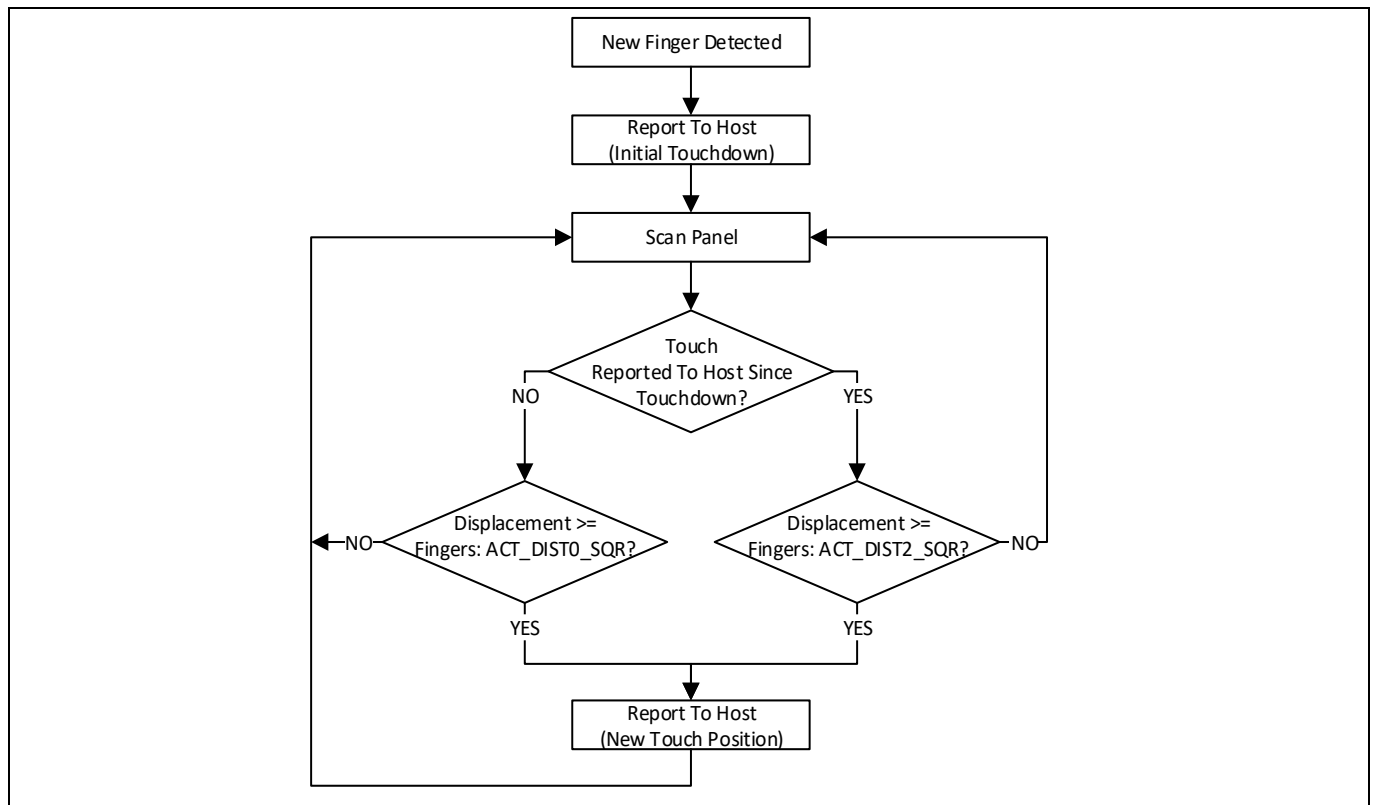 New Finger Detected
Report To Host
(Initial Touchdown)
Scan Panel
Touch
Reported To Host Since
Touchdown?
NO
YES
Displacement >=
Fingers: ACT_DIST0_SQR?
Displacement >=
Fingers: ACT_DIST2_SQR?
NO
NO
YES
YES
Report To Host
(New Touch Position)